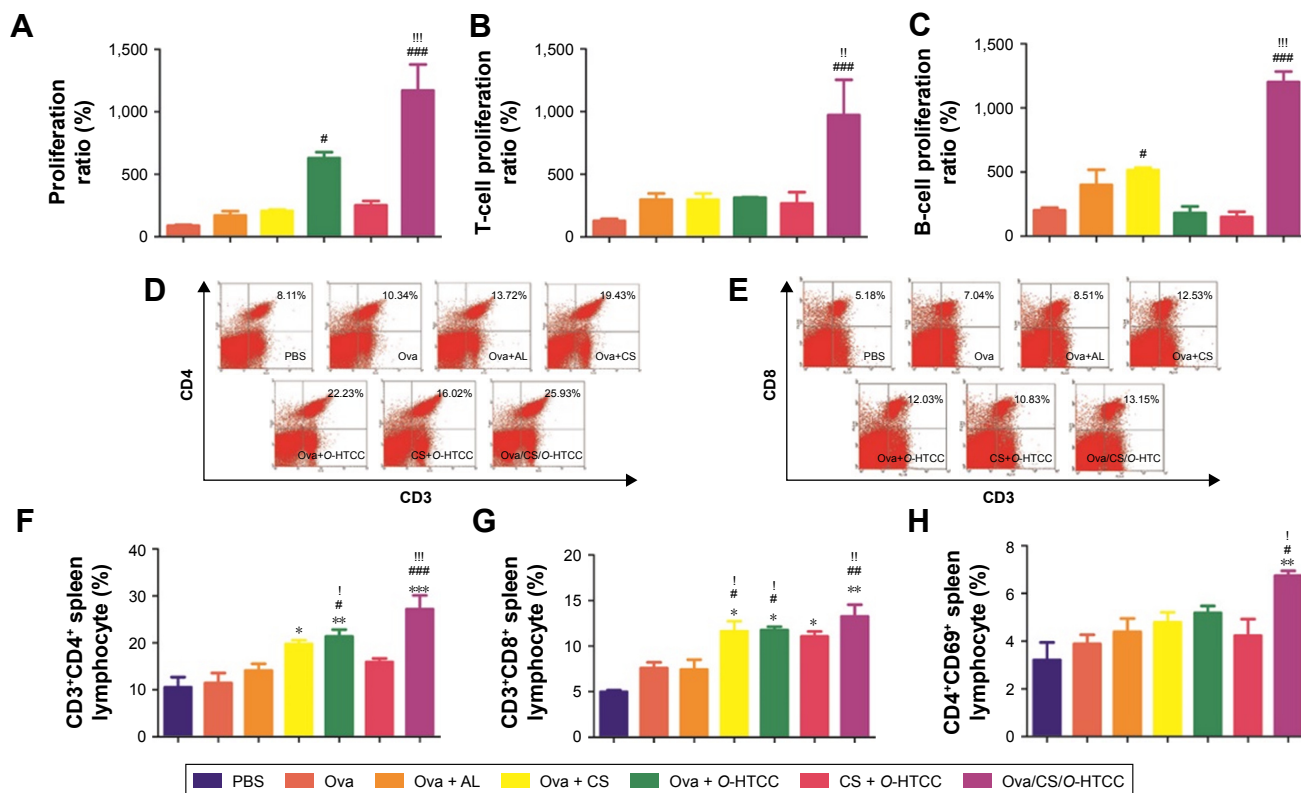 A
Proliferation
ratio (%)
1,500
1,000
500
0
#
!!!
###
B
T-cell proliferation
ratio (%)
1,500
1,000
500
0
!!
###
C
B-cell proliferation
ratio (%)
1,500
1,000
500
0
#
!!!
###
D
CD4
8.11%
PBS
10.34%
Ova
13.72%
Ova+AL
19.43%
Ova+CS
22.23%
Ova+O-HTCC
16.02%
CS+O-HTCC
25.93%
Ova/CS/O-HTCC
CD3
E
CD8
5.18%
PBS
7.04%
Ova
8.51%
Ova+AL
12.53%
Ova+CS
12.03%
Ova+O-HTCC
10.83%
CS+O-HTCC
13.15%
Ova/CS/O-HTC
CD3
F
CD3⁺CD4⁺ spleen
lymphocyte (%)
40
30
20
10
0
*
!
#
**
!!!
###
***
G
CD3⁺CD8⁺ spleen
lymphocyte (%)
20
15
10
5
0
!
#
*
!
#
*
*
!!
##
**
H
CD4⁺CD69⁺ spleen
lymphocyte (%)
8
6
4
2
0
!
#
**
PBS
Ova
Ova + AL
Ova + CS
Ova + O-HTCC
CS + O-HTCC
Ova/CS/O-HTCC